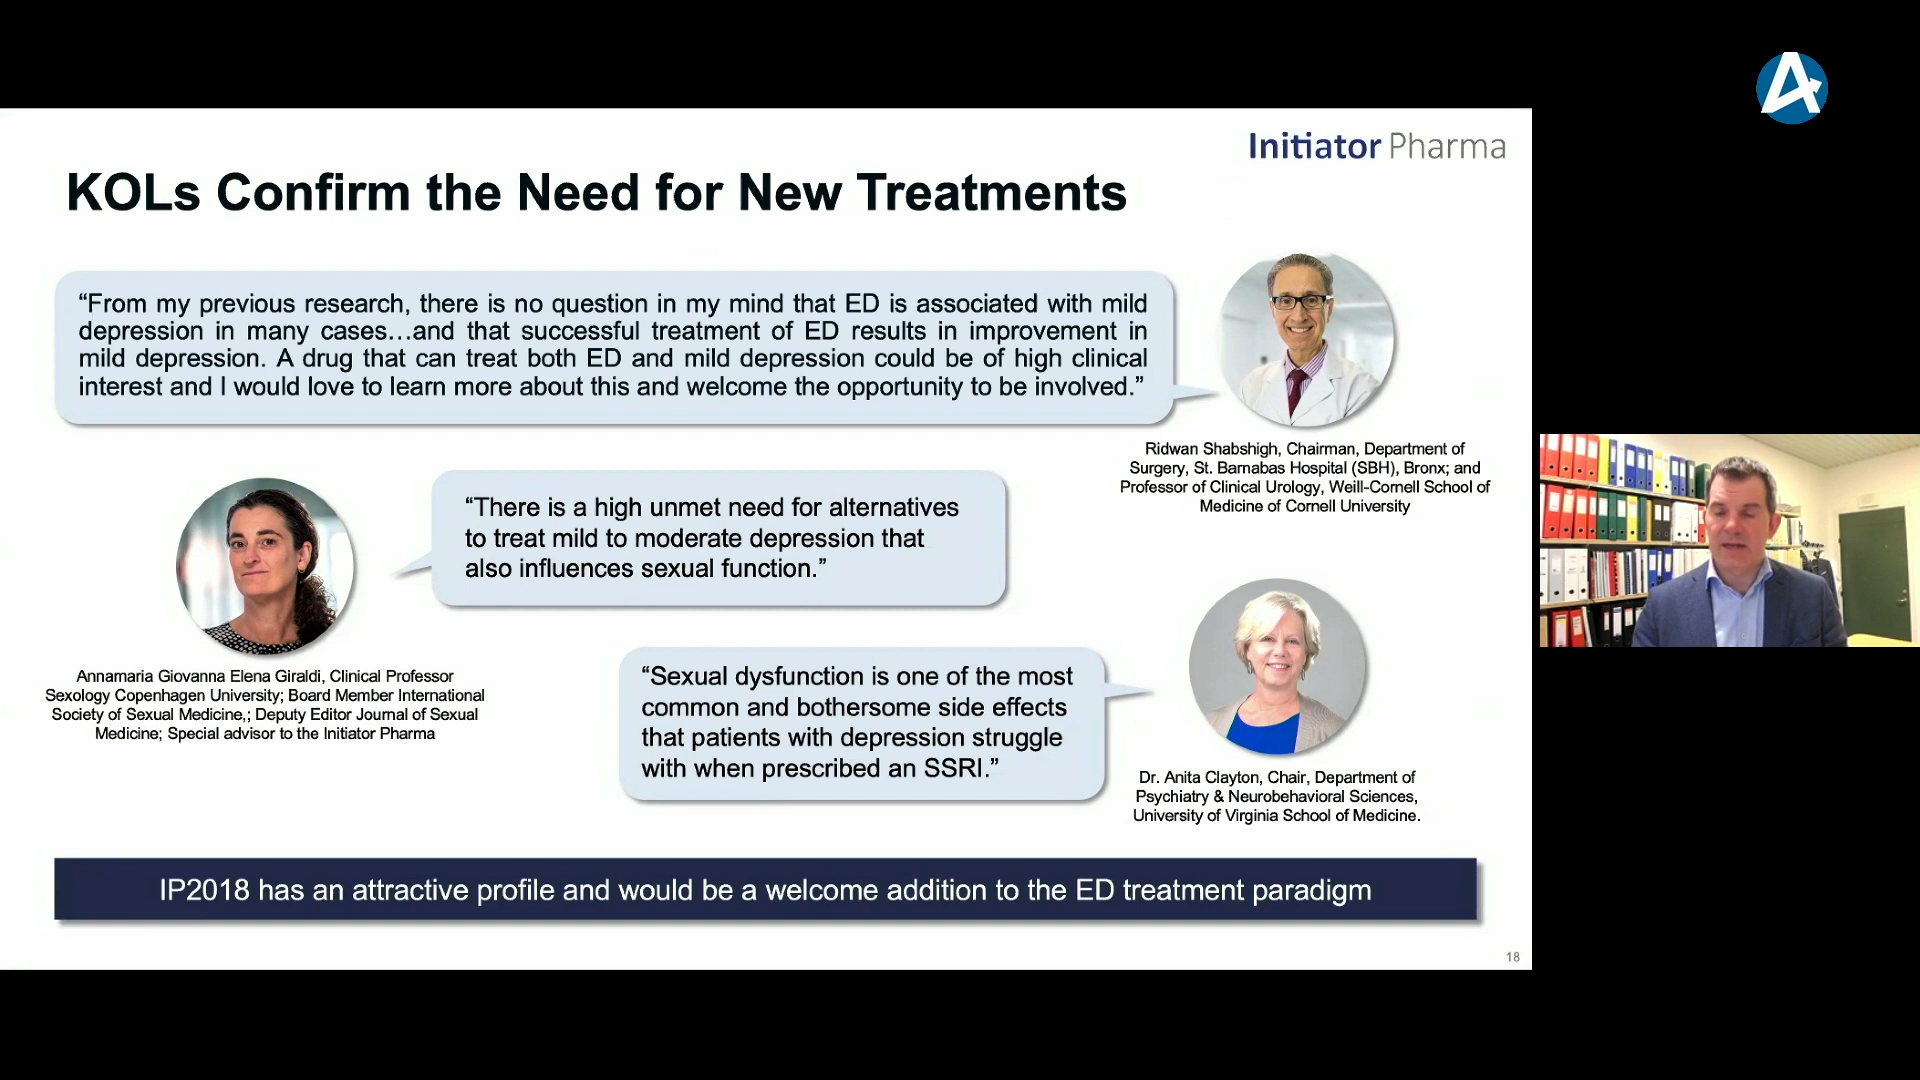 Initiator Pharma
KOLs Confirm the Need for New Treatments
“From my previous research, there is no question in my mind that ED is associated with mild
depression in many cases…and that successful treatment of ED results in improvement in
mild depression. A drug that can treat both ED and mild depression could be of high clinical
interest and I would love to learn more about this and welcome the opportunity to be involved.”
Ridwan Shabshigh, Chairman, Department of
Surgery, St. Barnabas Hospital (SBH), Bronx; and
Professor of Clinical Urology, Weill-Cornell School of
Medicine of Cornell University
“There is a high unmet need for alternatives
to treat mild to moderate depression that
also influences sexual function.”
Annamaria Giovanna Elena Giraldi, Clinical Professor
Sexology Copenhagen University; Board Member International
Society of Sexual Medicine,; Deputy Editor Journal of Sexual
Medicine; Special advisor to the Initiator Pharma
“Sexual dysfunction is one of the most
common and bothersome side effects
that patients with depression struggle
with when prescribed an SSRI.”
Dr. Anita Clayton, Chair, Department of
Psychiatry & Neurobehavioral Sciences,
University of Virginia School of Medicine.
IP2018 has an attractive profile and would be a welcome addition to the ED treatment paradigm
18